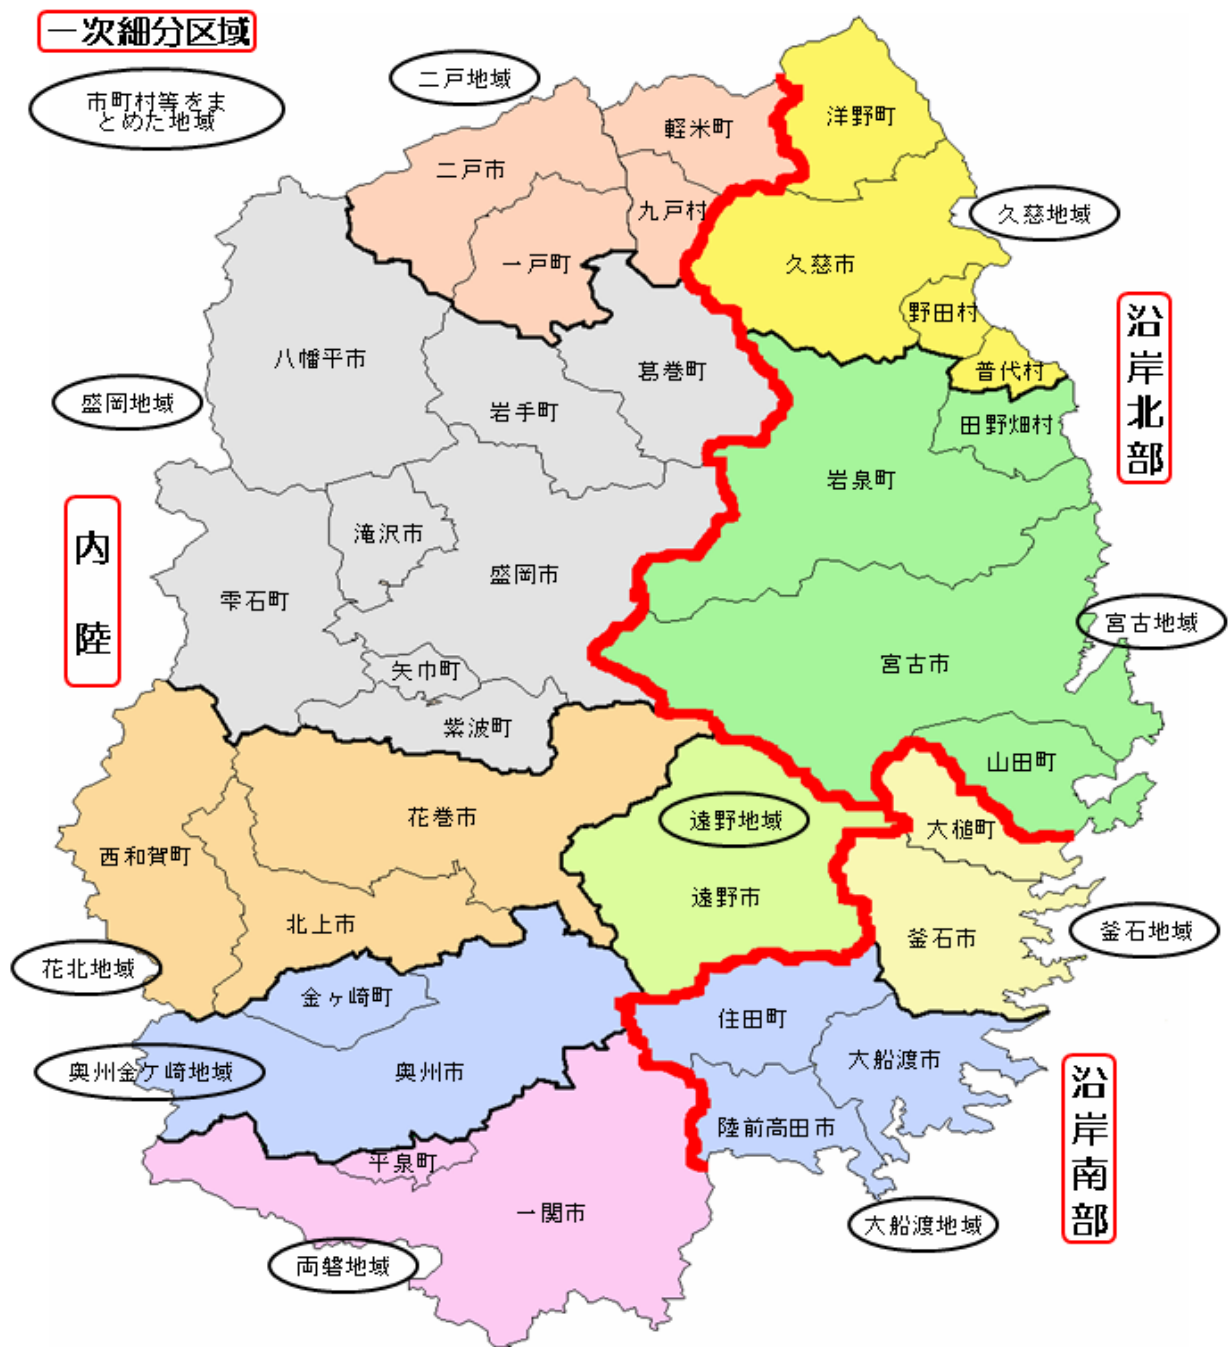 一次細分区域
市町村等をま
とめた地域
二戸地域
軽米町
洋野町
二戸市
九戸村
久慈地域
一戸町
久慈市
野田村
沿岸北部
八幡平市
葛巻町
普代村
盛岡地域
岩手町
田野畑村
岩泉町
内陸
滝沢市
盛岡市
雫石町
宮古地域
矢巾町
宮古市
紫波町
山田町
花巻市
遠野地域
大槌町
西和賀町
遠野市
北上市
釜石市
釜石地域
花北地域
金ヶ崎町
住田町
大船渡市
奥州金ケ崎地域
奥州市
沿岸南部
陸前高田市
平泉町
一関市
大船渡地域
両磐地域